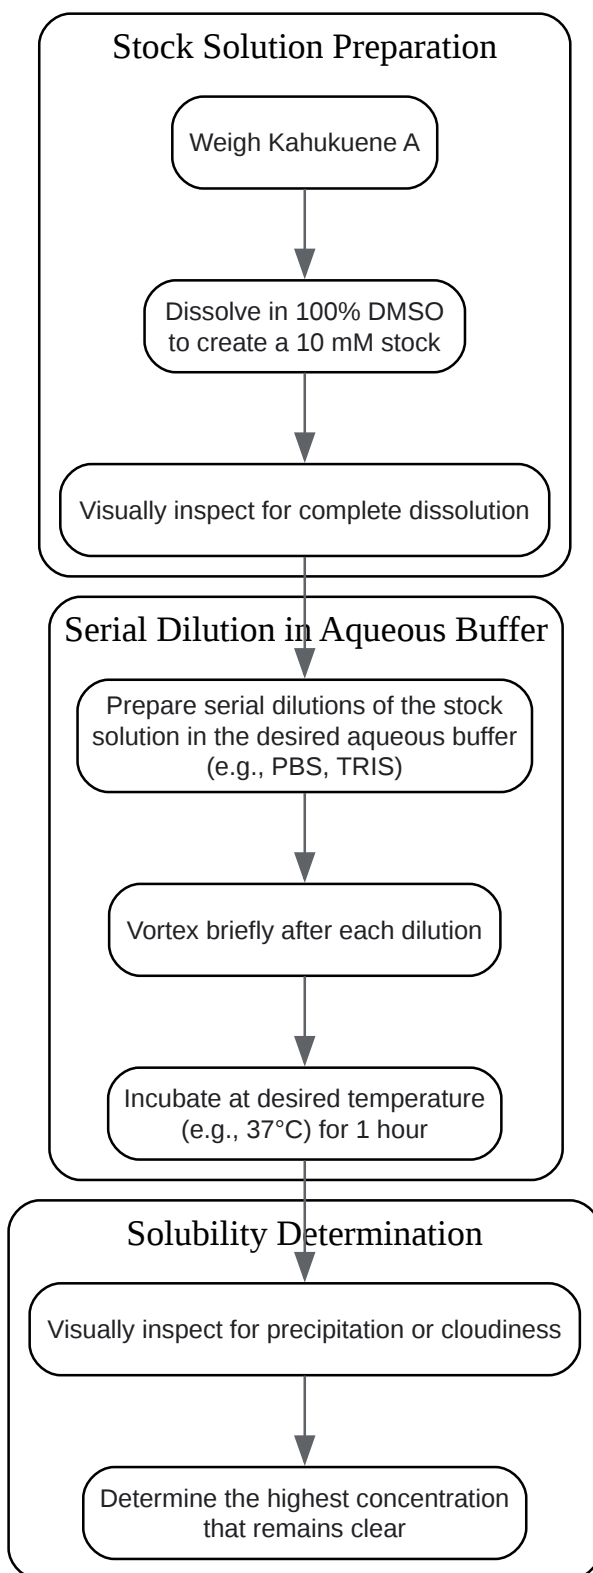 Stock Solution Preparation
Weigh Kahukuene A
Dissolve in 100% DMSO
to create a 10 mM stock
Visually inspect for complete dissolution
Serial Dilution in Aqueous Buffer
Prepare serial dilutions of the stock
solution in the desired aqueous buffer
(e.g., PBS, TRIS)
Vortex briefly after each dilution
Incubate at desired temperature
(e.g., 37°C) for 1 hour
Solubility Determination
Visually inspect for precipitation or cloudiness
Determine the highest concentration
that remains clear